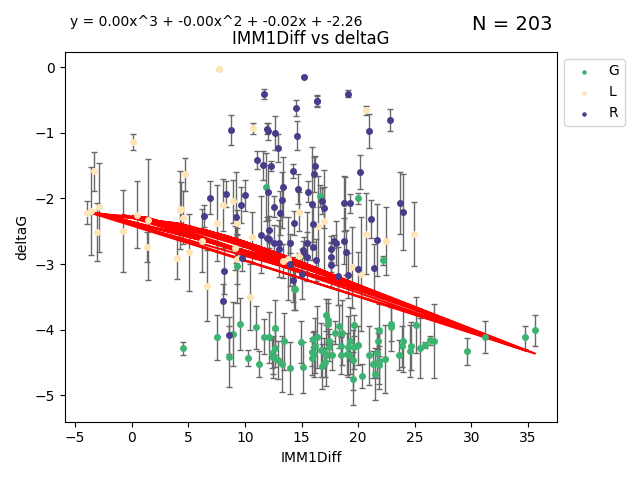 y = 0.00x^3 + -0.00x^2 + -0.02x + -2.26
N = 203
IMM1Diff vs deltaG
G
L
R
deltaG
0
−1
−2
−3
−4
−5
−5 0 5 10 15 20 25 30 35
IMM1Diff